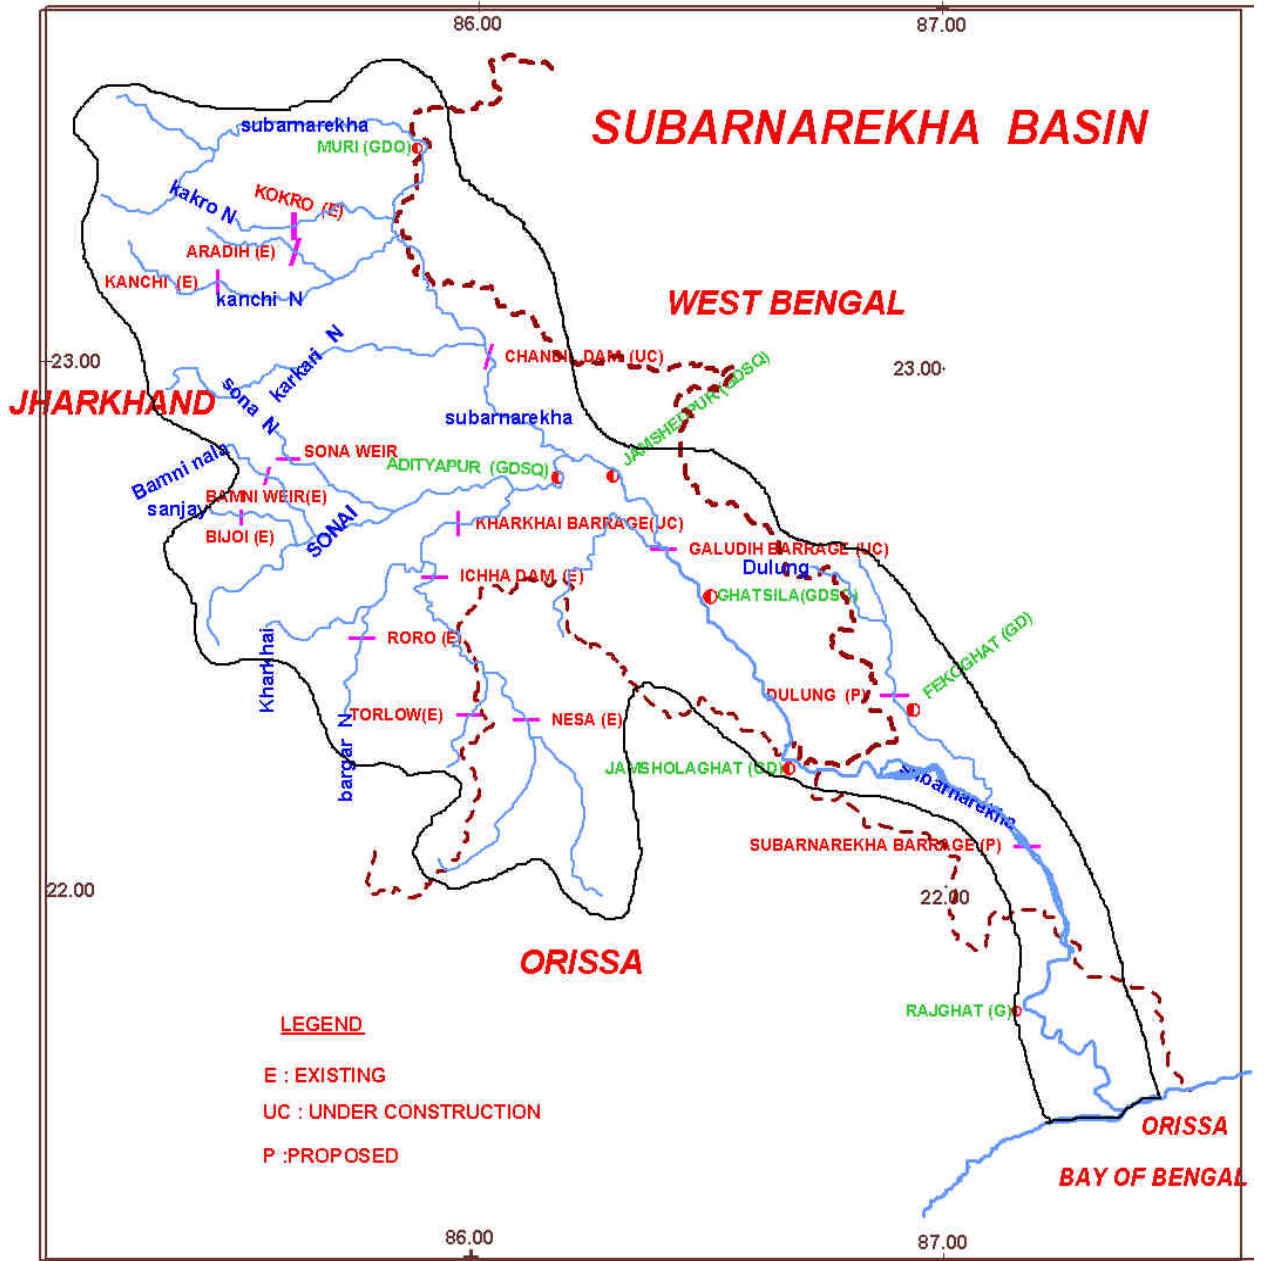 86.00
87.00
SUBARNAREKHA BASIN
subarnarekha
MURI (GDQ)
kakro N
KOKRO (E)
ARADIH (E)
KANCHI (E)
kanchi N
WEST BENGAL
23.00
karkari N
CHANDIL DAM (UC)
23.00
JHARKHAND
sona N
subarnarekha
JAMSHEDPUR (GDSQ)
SONA WEIR
Bamni nala
ADITYAPUR (GDSQ)
BAMNI WEIR(E)
sanjay
SONAI
KHARKHAI BARRAGE(UC)
BIJOI (E)
GALUDIH BARRAGE (UC)
Dulung
ICHHA DAM (E)
GHATSILA(GDSQ)
RORO (E)
Kharkhai
FEKOGHAT (GD)
DULUNG (P)
TORLOW(E)
NESA (E)
bargar N
JAMSHOLAGHAT (GD)
subarnarekha
SUBARNAREKHA BARRAGE (P)
22.00
22.00
ORISSA
RAJGHAT (G)
LEGEND
E : EXISTING
UC : UNDER CONSTRUCTION
P :PROPOSED
ORISSA
BAY OF BENGAL
86.00
87.00